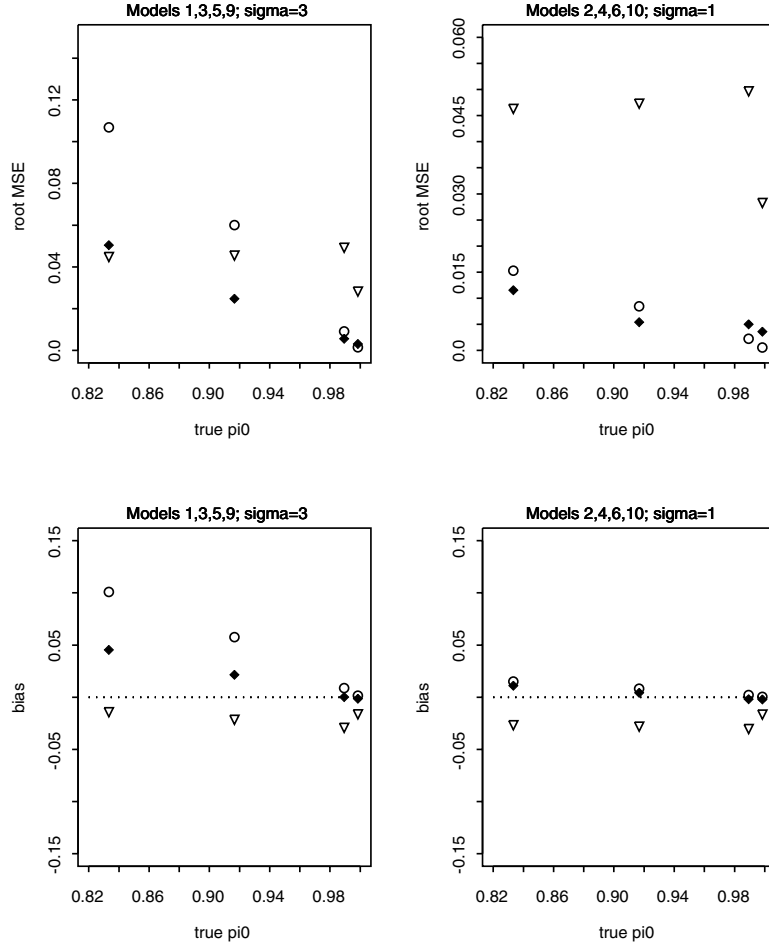 Models 1,3,5,9; sigma=3
root MSE
0.12
0.08
0.04
0.0
0.82 0.86 0.90 0.94 0.98
true pi0
Models 2,4,6,10; sigma=1
root MSE
0.060
0.045
0.030
0.015
0.0
0.82 0.86 0.90 0.94 0.98
true pi0
Models 1,3,5,9; sigma=3
bias
0.15
0.05
-0.05
-0.15
0.82 0.86 0.90 0.94 0.98
true pi0
Models 2,4,6,10; sigma=1
bias
0.15
0.05
-0.05
-0.15
0.82 0.86 0.90 0.94 0.98
true pi0